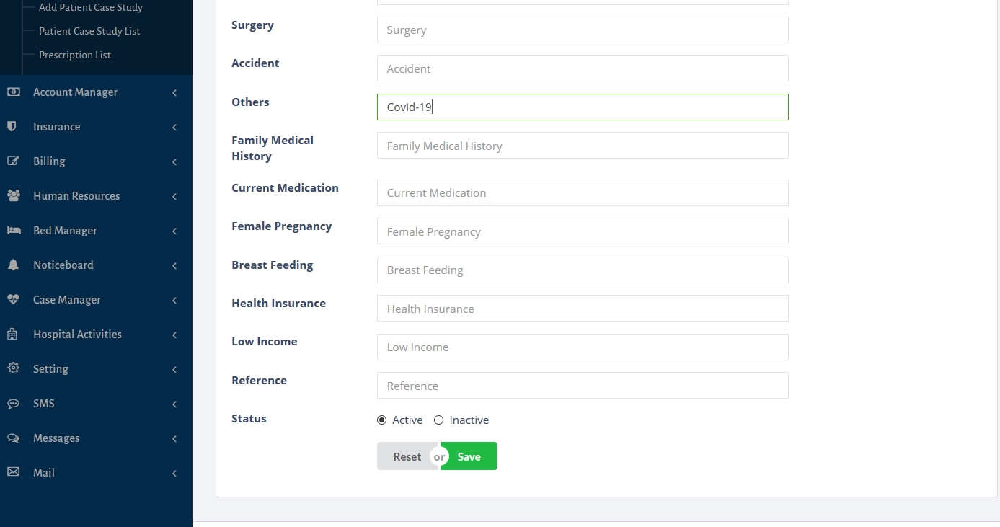 Add Patient Case Study
Patient Case Study List
Prescription List
Account Manager
Insurance
Billing
Human Resources
Bed Manager
Noticeboard
Case Manager
Hospital Activities
Setting
SMS
Messages
Mail
Surgery
Surgery
Accident
Accident
Others
Covid-19
Family Medical
History
Family Medical History
Current Medication
Current Medication
Female Pregnancy
Female Pregnancy
Breast Feeding
Breast Feeding
Health Insurance
Health Insurance
Low Income
Low Income
Reference
Reference
Status
Active Inactive
Reset or Save